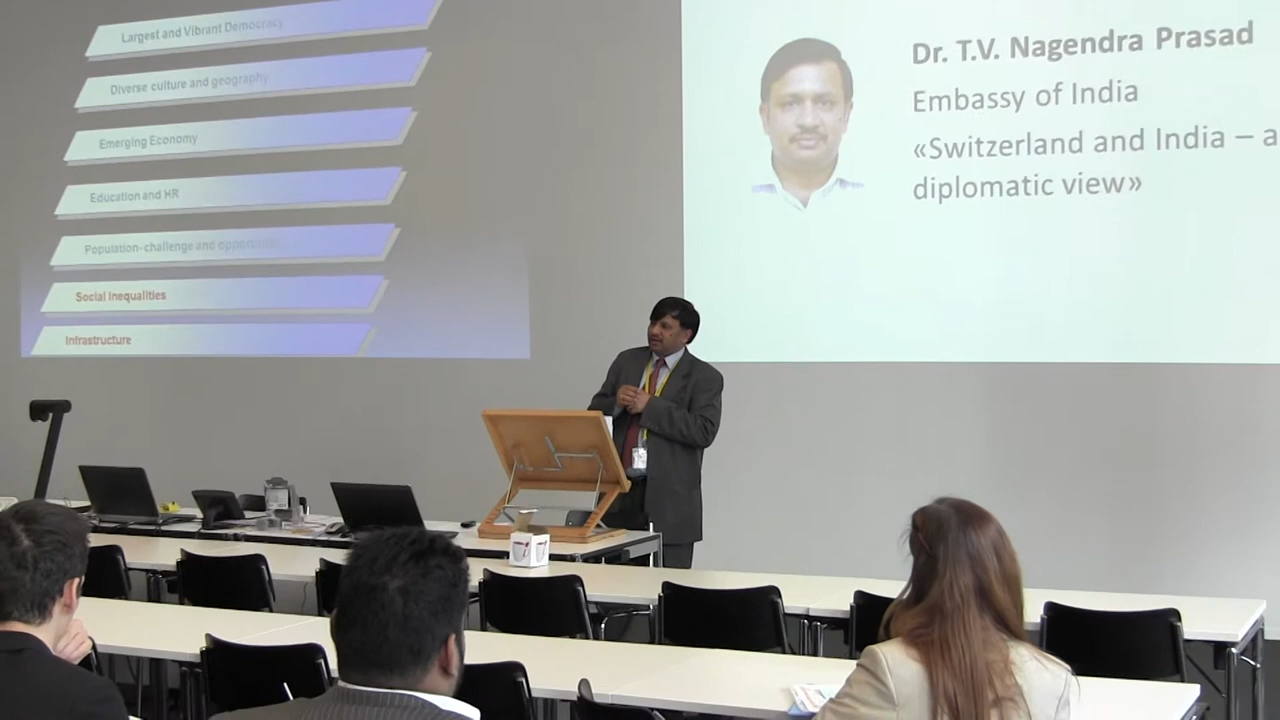 Largest and Vibrant Democracy
Diverse culture and geography
Emerging Economy
Education and HR
Population-challenge and
Social Inequalities
Infrastructure
Dr. T.V. Nagendra Prasad
Embassy of India
«Switzerland and India – a
diplomatic view»